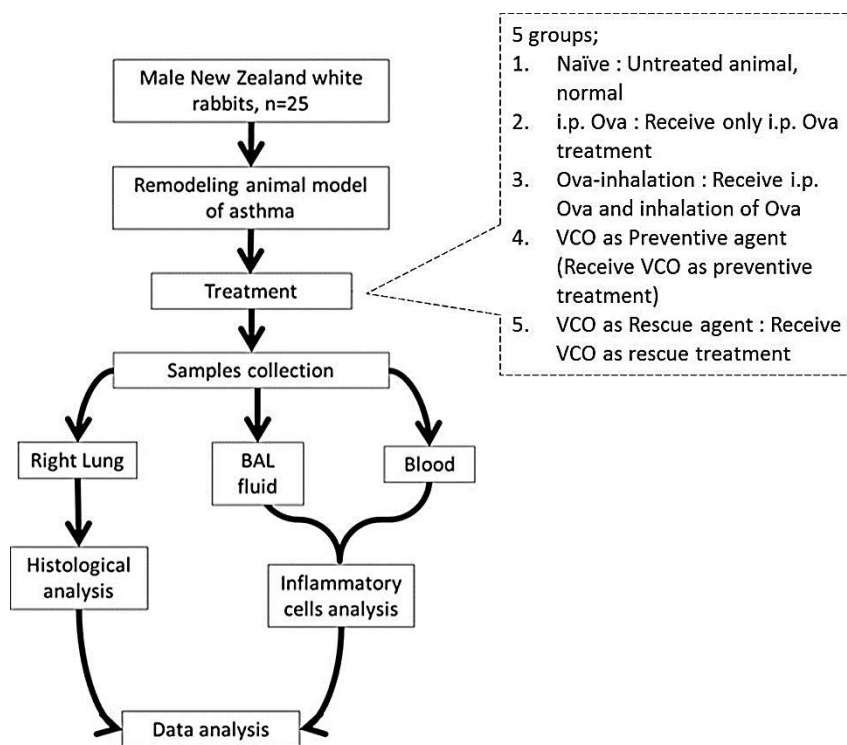 Male New Zealand white
rabbits, n=25
Remodeling animal model
of asthma
Treatment
5 groups;
1. Naïve : Untreated animal,
normal
2. i.p. Ova : Receive only i.p. Ova
treatment
3. Ova-inhalation : Receive i.p.
Ova and inhalation of Ova
4. VCO as Preventive agent
(Receive VCO as preventive
treatment)
5. VCO as Rescue agent : Receive
VCO as rescue treatment
Samples collection
Right Lung
BAL
fluid
Blood
Histological
analysis
Inflammatory
cells analysis
Data analysis